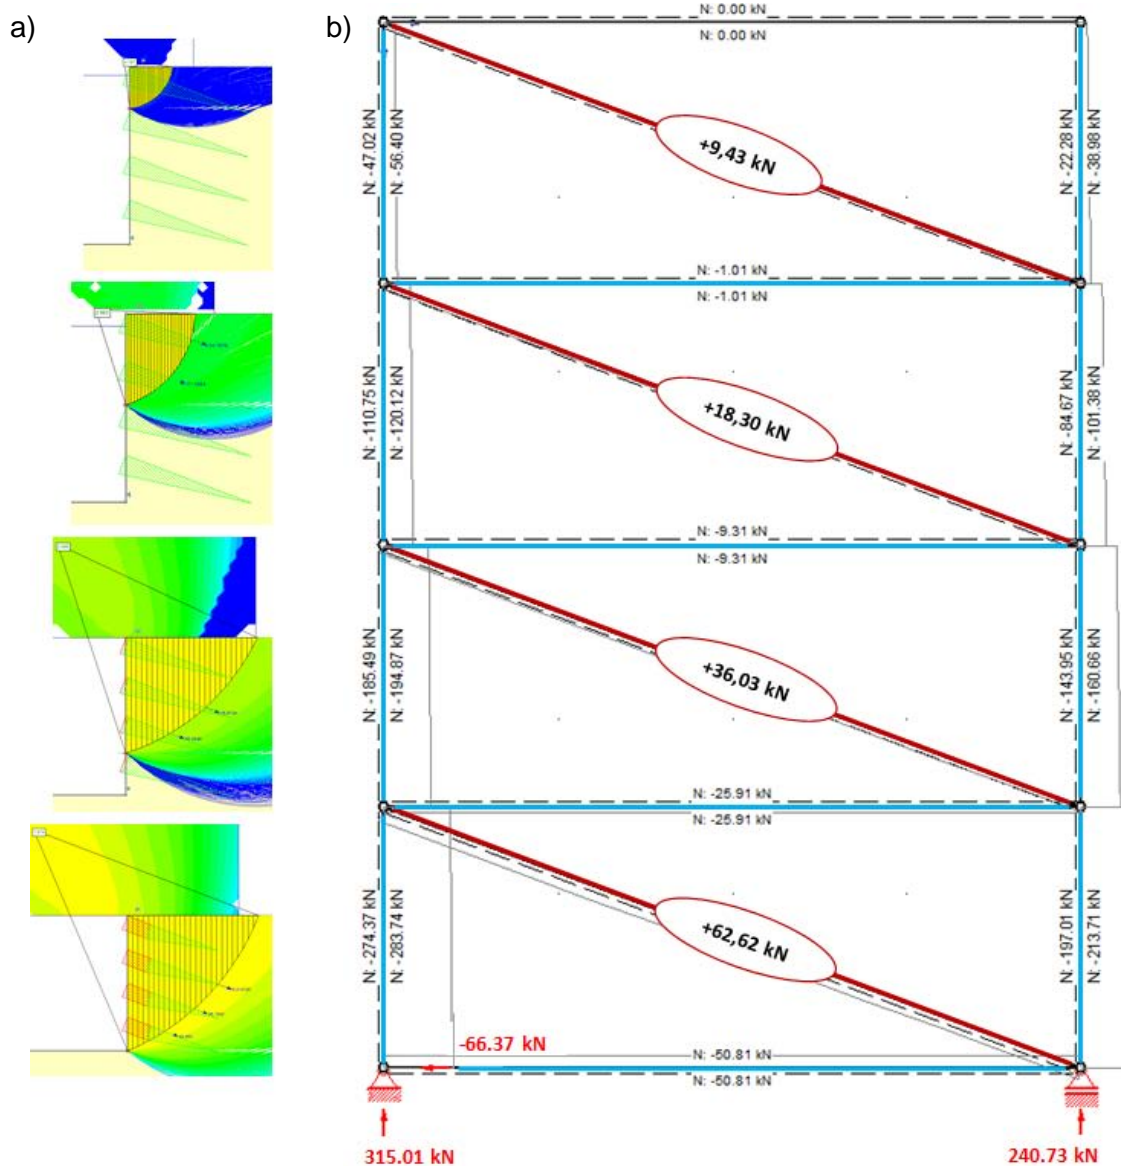 a)
b)
N: 0.00 kN
N: 0.00 kN
N: -47.02 kN
N: -56.40 kN
+9,43 kN
N: -22.28 kN
N: -38.98 kN
N: -1.01 kN
N: -1.01 kN
N: -110.75 kN
N: -120.12 kN
+18,30 kN
N: -84.67 kN
N: -101.38 kN
N: -9.31 kN
N: -9.31 kN
N: -185.49 kN
N: -194.87 kN
+36,03 kN
N: -143.95 kN
N: -160.66 kN
N: -25.91 kN
N: -25.91 kN
N: -274.37 kN
N: -283.74 kN
+62,62 kN
N: -197.01 kN
N: -213.71 kN
-66.37 kN
N: -50.81 kN
N: -50.81 kN
315.01 kN
240.73 kN